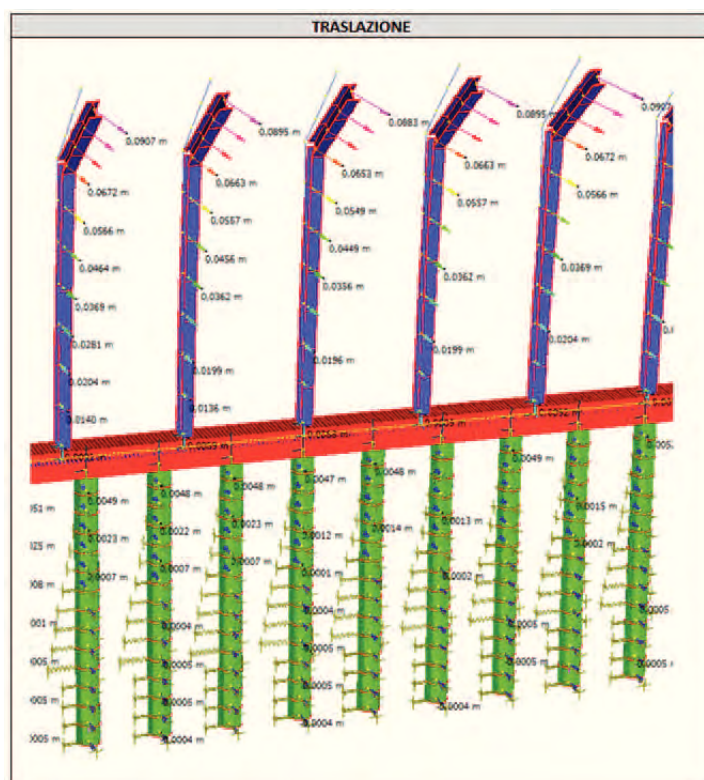 TRASLAZIONE
0.0907 m
0.0895 m
0.0883 m
0.0895 m
0.0672 m
0.0663 m
0.0653 m
0.0663 m
0.0672 m
0.0566 m
0.0557 m
0.0549 m
0.0557 m
0.0566 m
0.0464 m
0.0456 m
0.0449 m
0.0369 m
0.0362 m
0.0356 m
0.0362 m
0.0369 m
0.0281 m
0.0204 m
0.0199 m
0.0196 m
0.0199 m
0.0204 m
0.0140 m
0.0136 m
0.0049 m
0.0048 m
0.0048 m
0.0047 m
0.0048 m
0.0049 m
0.0023 m
0.0022 m
0.0023 m
0.0012 m
0.0014 m
0.0013 m
0.0015 m
0.0007 m
0.0007 m
0.0007 m
0.0001 m
0.0002 m
0.0002 m
0.0004 m
0.0004 m
0.0005 m
0.0005 m
0.0005 m
0.0005 m
0.0005 m
0.0005 m
0.0004 m
0.0004 m
0.0004 m